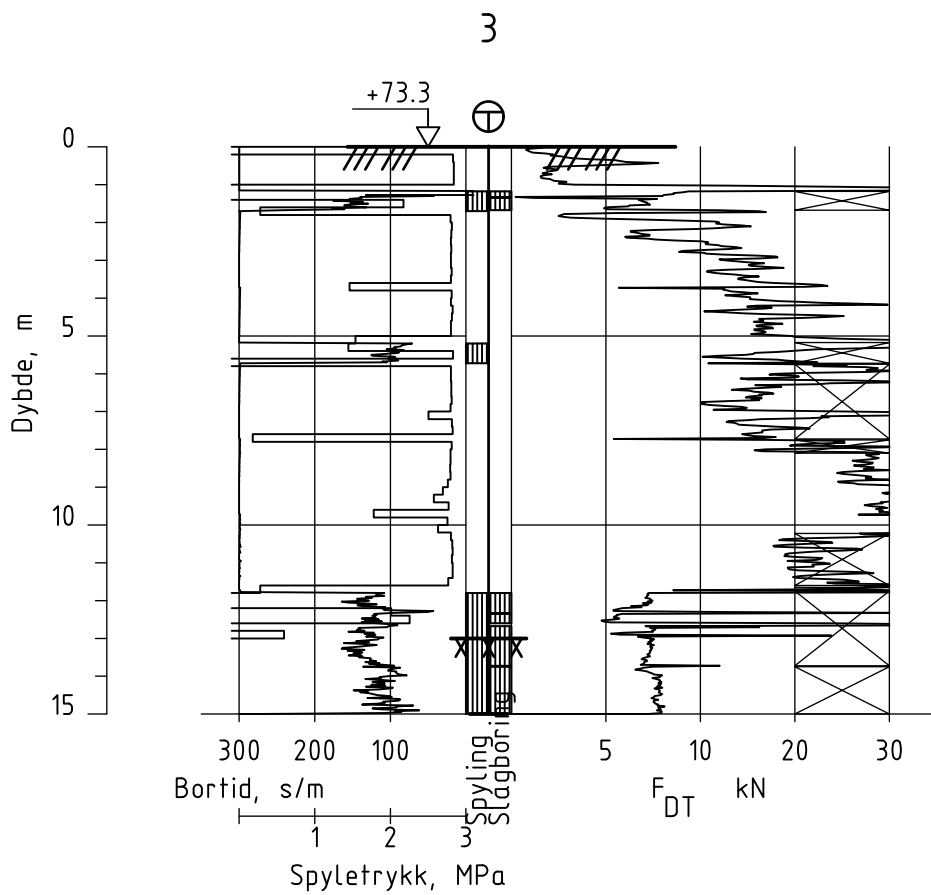 3
+73.3
0
5
10
15
Dybde, m
300 200 100
5 10 20 30
Bortid, s/m
Spyling
Slagboring
F DT kN
1 2 3
Spyletrykk, MPa